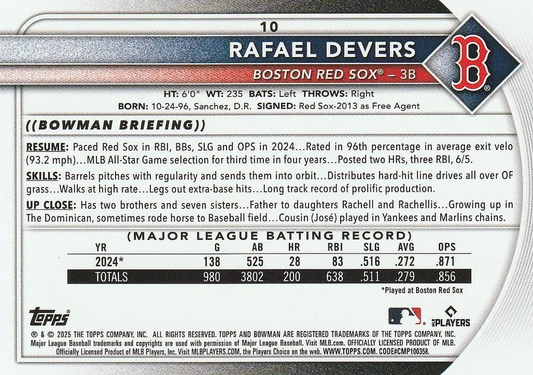 10
RAFAEL DEVERS
BOSTON RED SOX® – 3B
B
HT: 6'0" WT: 235 BATS: Left THROWS: Right
BORN: 10-24-96, Sanchez, D.R. SIGNED: Red Sox-2013 as Free Agent
((BOWMAN BRIEFING))
RESUME: Paced Red Sox in RBI, BBs, SLG and OPS in 2024...Rated in 96th percentage in average exit velo
(93.2 mph)...MLB All-Star Game selection for third time in four years...Posted two HRs, three RBI, 6/5.
SKILLS: Barrels pitches with regularity and sends them into orbit...Distributes hard-hit line drives all over OF
grass...Walks at high rate...Legs out extra-base hits...Long track record of prolific production.
UP CLOSE: Has two brothers and seven sisters...Father to daughters Rachell and Rachellis...Growing up in
The Dominican, sometimes rode horse to Baseball field...Cousin (José) played in Yankees and Marlins chains.
(MAJOR LEAGUE BATTING RECORD)
YR G AB HR RBI SLG AVG OPS
2024* 138 525 28 83 .516 .272 .871
TOTALS 980 3802 200 638 .511 .279 .856
*Played at Boston Red Sox
Topps
MLB PLAYERS
® & © 2025 THE TOPPS COMPANY, INC. ALL RIGHTS RESERVED. TOPPS AND BOWMAN ARE REGISTERED TRADEMARKS OF THE TOPPS COMPANY, INC.
Major League Baseball trademarks and copyrights are used with permission of Major League Baseball. Visit MLB.COM. OFFICIALLY LICENSED PRODUCT OF MLB.
Officially Licensed Product of MLB Players, Inc. Visit MLBPLAYERS.COM, the Players Choice on the web. WWW.TOPPS.COM. CODE#CMP100358.